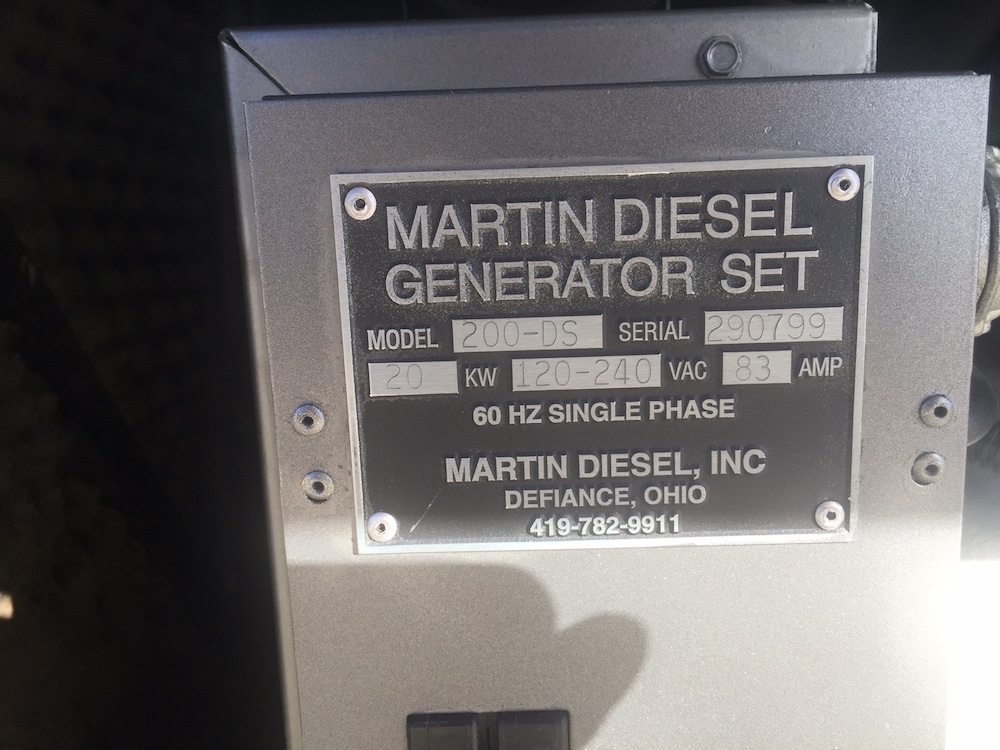 MARTIN DIESEL
GENERATOR SET
MODEL 200-DS SERIAL 290799
20 KW 120-240 VAC 83 AMP
60 HZ SINGLE PHASE
MARTIN DIESEL, INC
DEFIANCE, OHIO
419-782-9911